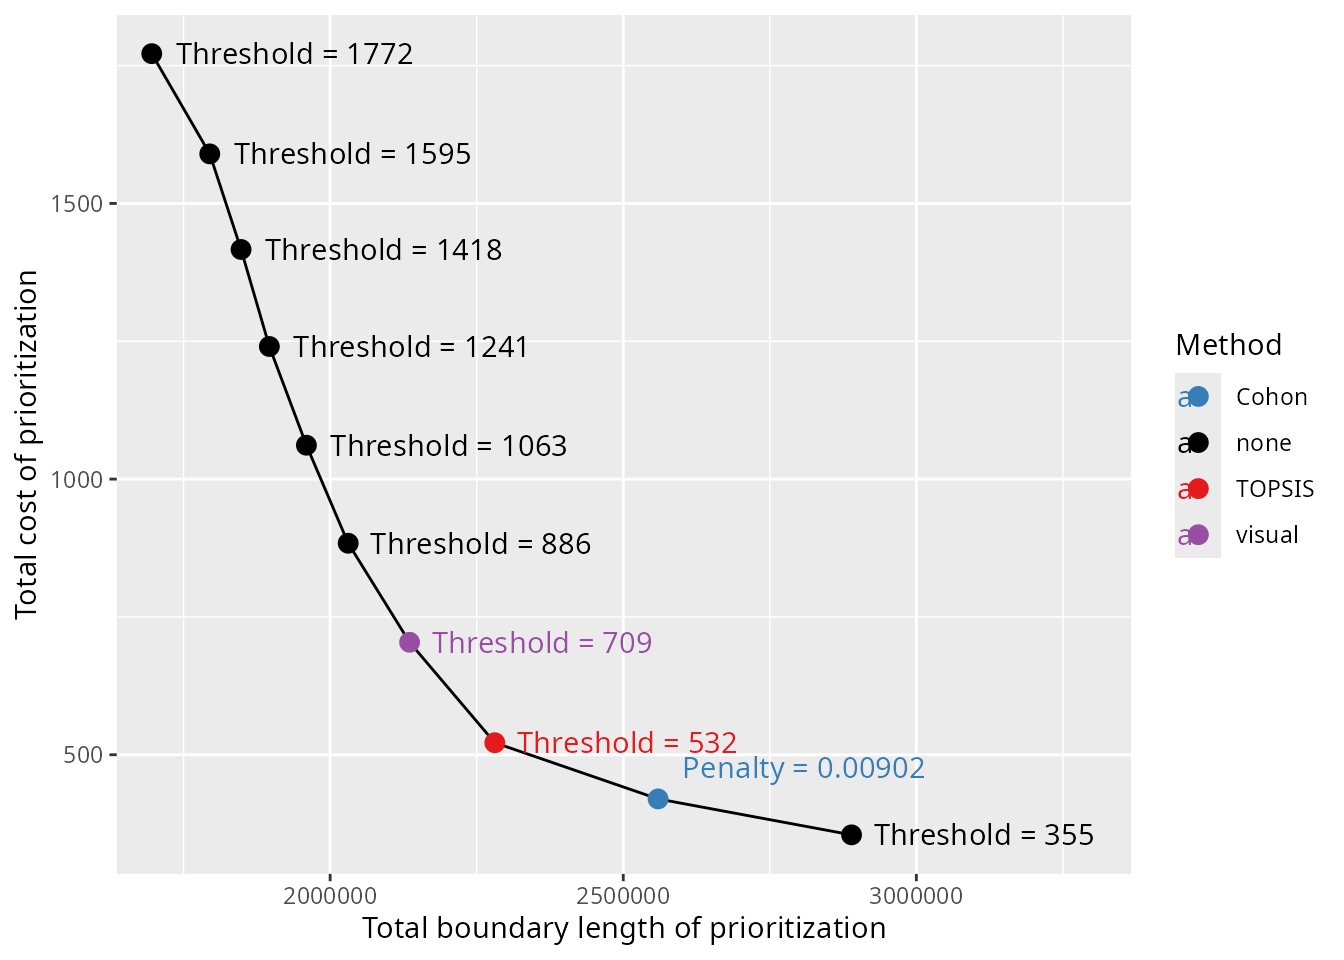 Threshold = 1772
Threshold = 1595
1500
Threshold = 1418
Threshold = 1241
Threshold = 1063
1000
Threshold = 886
Threshold = 709
Threshold = 532
500
Penalty = 0.00902
Threshold = 355
2000000 2500000 3000000
Total boundary length of prioritization
Total cost of prioritization
Method
a Cohon
a none
a TOPSIS
a visual